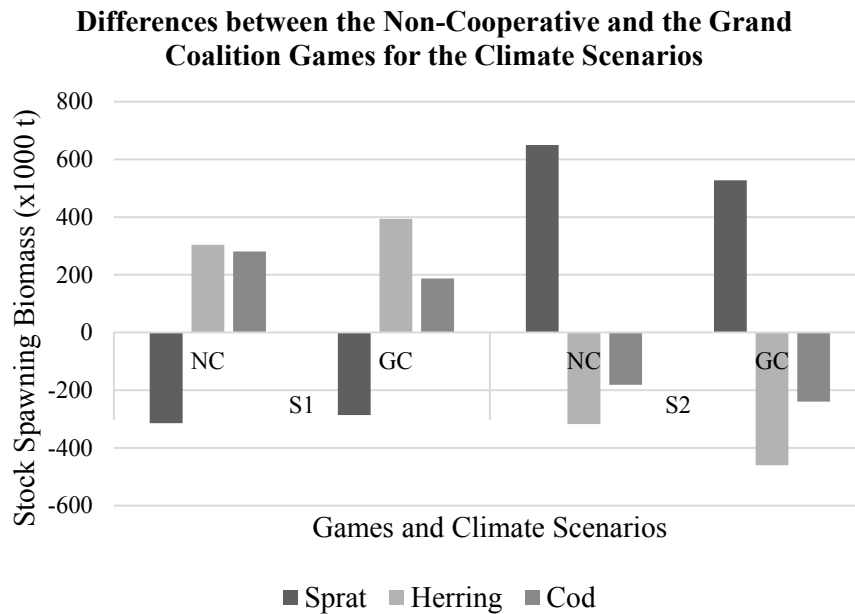 Differences between the Non-Cooperative and the Grand
Coalition Games for the Climate Scenarios
Stock Spawning Biomass (x1000 t)
800
600
400
200
0
-200
-400
-600
NC
GC
NC
GC
S1
S2
Games and Climate Scenarios
Sprat
Herring
Cod